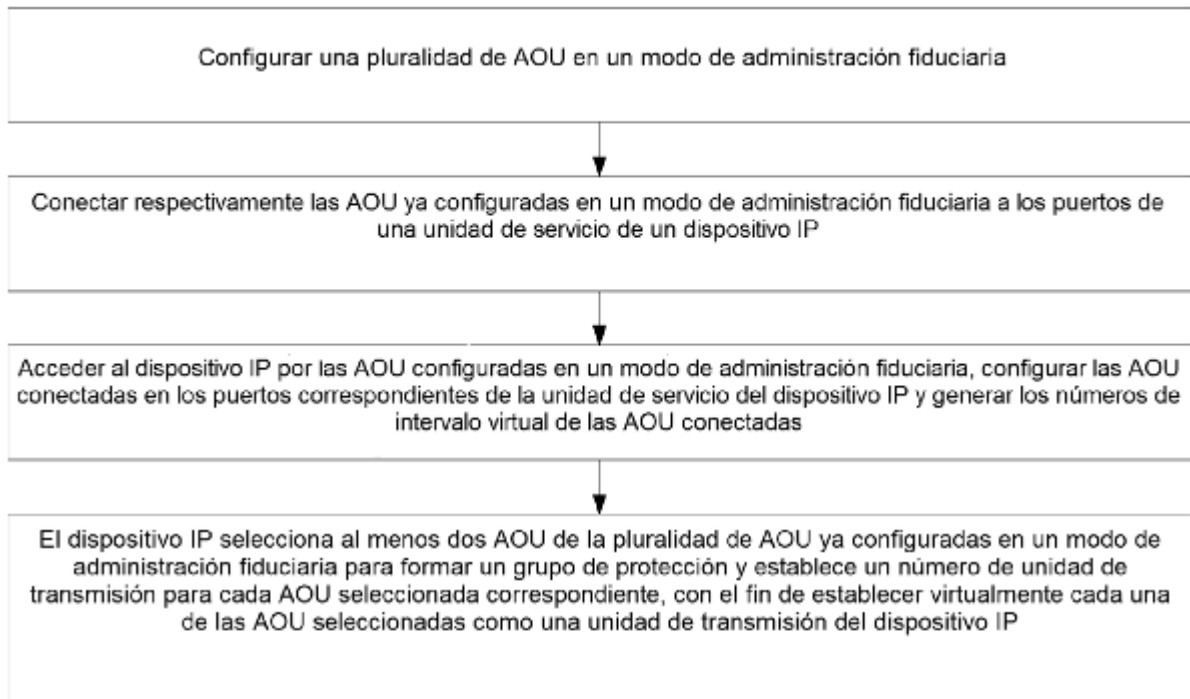 Configurar una pluralidad de AOU en un modo de administración fiduciaria
Conectar respectivamente las AOU ya configuradas en un modo de administración fiduciaria a los puertos de
una unidad de servicio de un dispositivo IP
Acceder al dispositivo IP por las AOU configuradas en un modo de administración fiduciaria, configurar las AOU
conectadas en los puertos correspondientes de la unidad de servicio del dispositivo IP y generar los números de
intervalo virtual de las AOU conectadas
El dispositivo IP selecciona al menos dos AOU de la pluralidad de AOU ya configuradas en un modo de
administración fiduciaria para formar un grupo de protección y establece un número de unidad de
transmisión para cada AOU seleccionada correspondiente, con el fin de establecer virtualmente cada una
de las AOU seleccionadas como una unidad de transmisión del dispositivo IP